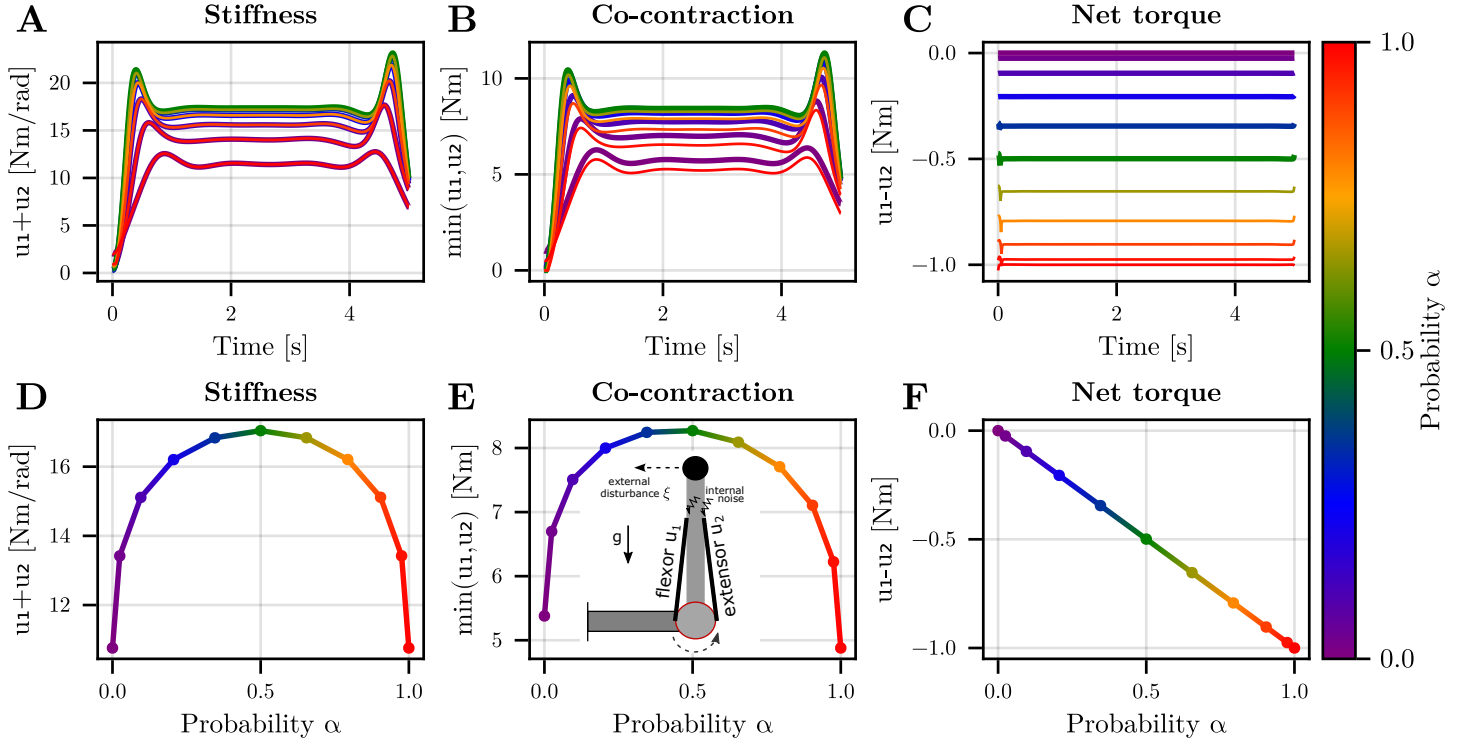 A
Stiffness
u₁+u₂ [Nm/rad]
20
15
10
5
0
0
2
4
Time [s]
B
Co-contraction
min(u₁,u₂) [Nm]
10
5
0
0
2
4
Time [s]
C
Net torque
u₁-u₂ [Nm]
0.0
−0.5
−1.0
0
2
4
Time [s]
1.0
0.5
0.0
Probability α
D
Stiffness
u₁+u₂ [Nm/rad]
16
14
12
0.0
0.5
1.0
Probability α
E
Co-contraction
min(u₁,u₂) [Nm]
8
7
6
5
external
disturbance ξ
internal
noise
g
flexor u₁
extensor u₂
0.0
0.5
1.0
Probability α
F
Net torque
u₁-u₂ [Nm]
0.0
−0.5
−1.0
0.0
0.5
1.0
Probability α